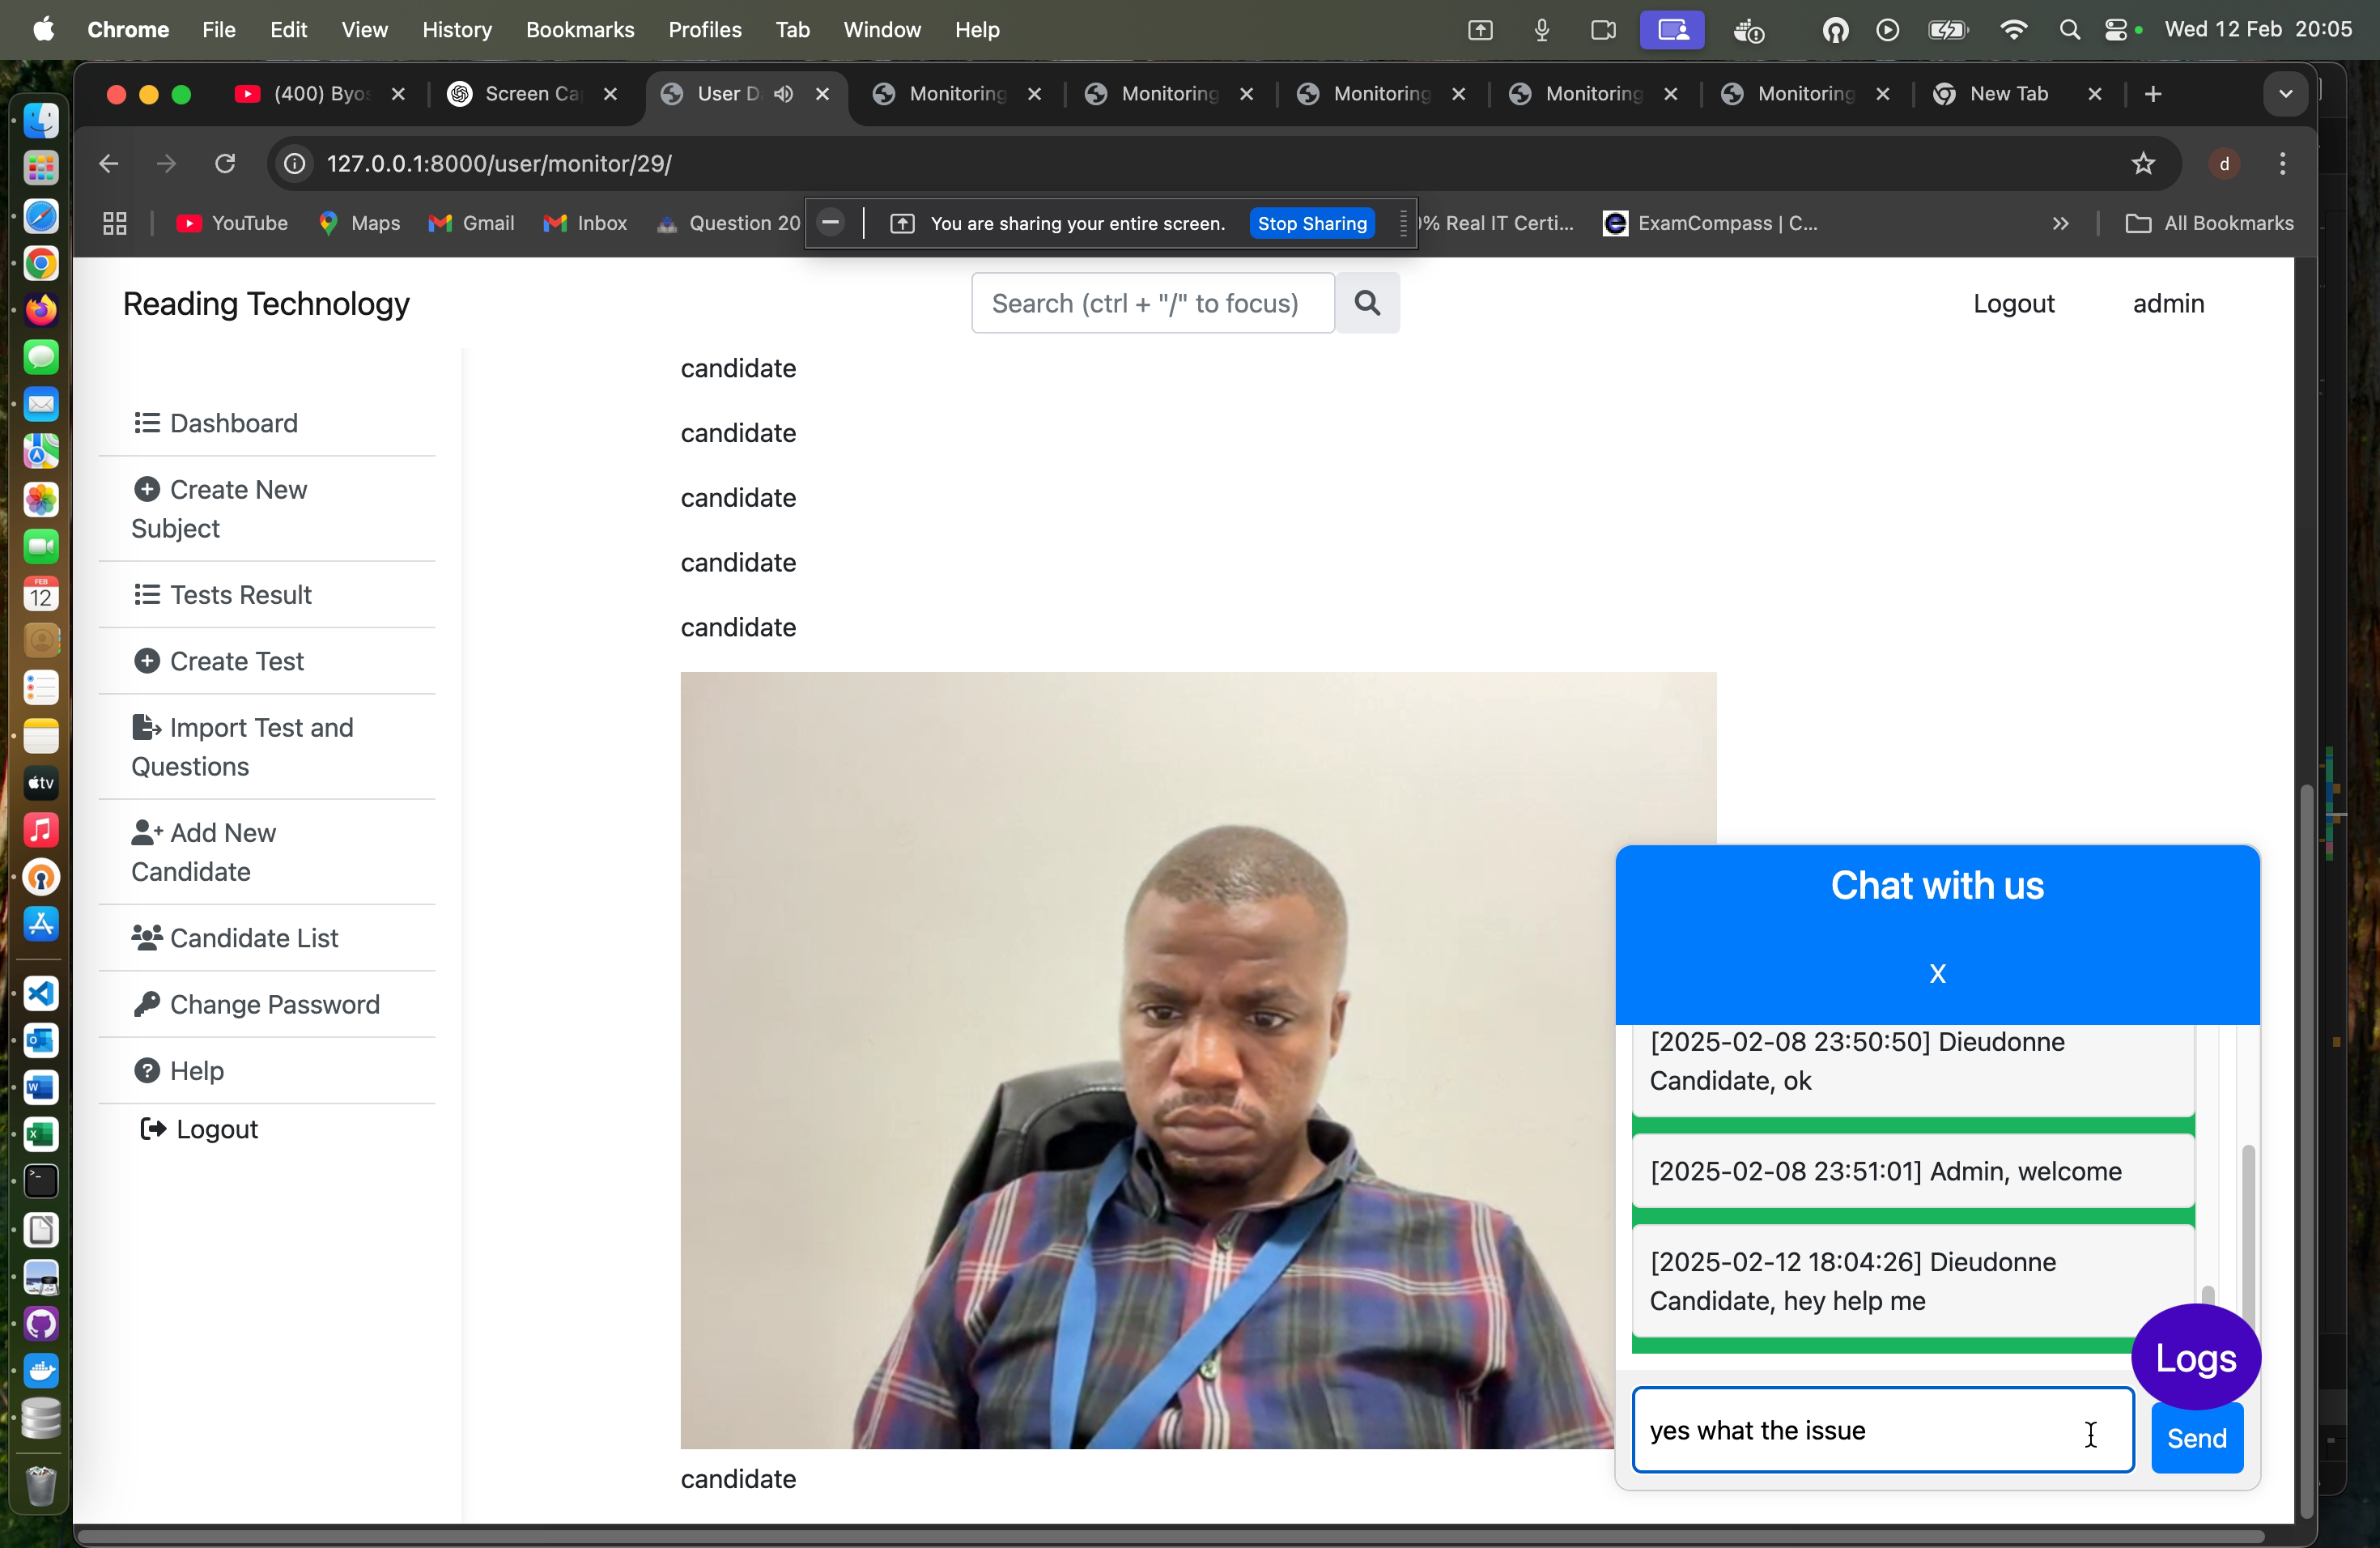 Chrome File Edit View History Bookmarks Profiles Tab Window Help Wed 12 Feb 20:05
(400) Byos Screen Ca User D Monitoring Monitoring Monitoring Monitoring Monitoring New Tab
127.0.0.1:8000/user/monitor/29/ d
YouTube Maps Gmail Inbox Question 20 You are sharing your entire screen. Stop Sharing % Real IT Certi... ExamCompass | C... All Bookmarks
Reading Technology Search (ctrl + "/" to focus) Logout admin
candidate
candidate
candidate
candidate
candidate
Dashboard
Create New
Subject
Tests Result
Create Test
Import Test and
Questions
Add New
Candidate
Candidate List
Change Password
Help
Logout
FEB
12
tv
Chat with us
X
[2025-02-08 23:50:50] Dieudonne
Candidate, ok
[2025-02-08 23:51:01] Admin, welcome
[2025-02-12 18:04:26] Dieudonne
Candidate, hey help me
Logs
yes what the issue
Send
candidate